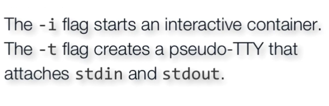 The -i flag starts an interactive container.
The -t flag creates a pseudo-TTY that
attaches stdin and stdout.